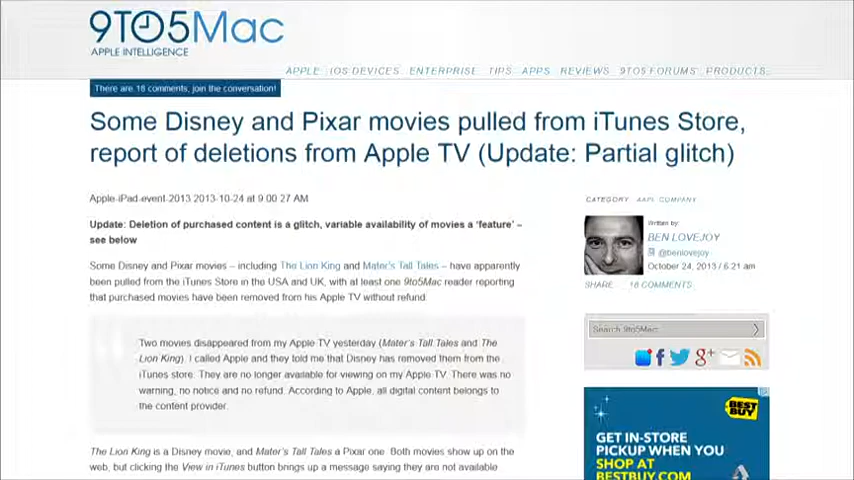 9TO5Mac
APPLE INTELLIGENCE
APPLE IOS DEVICES ENTERPRISE TIPS APPS REVIEWS 9TO5 FORUMS PRODUCTS
There are 18 comments, join the conversation!
Some Disney and Pixar movies pulled from iTunes Store,
report of deletions from Apple TV (Update: Partial glitch)
Apple-iPad-event-2013 2013-10-24 at 9.00 27 AM
Update: Deletion of purchased content is a glitch, variable availability of movies a 'feature' –
see below
Some Disney and Pixar movies – including The Lion King and Mater's Tall Tales – have apparently
been pulled from the iTunes Store in the USA and UK, with at least one 9to5Mac reader reporting
that purchased movies have been removed from his Apple TV without refund.
Two movies disappeared from my Apple TV yesterday (Mater's Tall Tales and The
Lion King). I called Apple and they told me that Disney has removed them from the
iTunes store. They are no longer available for viewing on my Apple TV. There was no
warning, no notice and no refund. According to Apple, all digital content belongs to
the content provider.
The Lion King is a Disney movie, and Mater's Tall Tales a Pixar one. Both movies show up on the
web, but clicking the View in iTunes button brings up a message saying they are not available
CATEGORY AAPL COMPANY
Written by:
BEN LOVEJOY
@benlovejoy
October 24, 2013 / 6:21 am
SHARE 18 COMMENTS
Search 9to5Mac
BEST BUY
GET IN-STORE
PICKUP WHEN YOU
SHOP AT
BESTBUY.COM